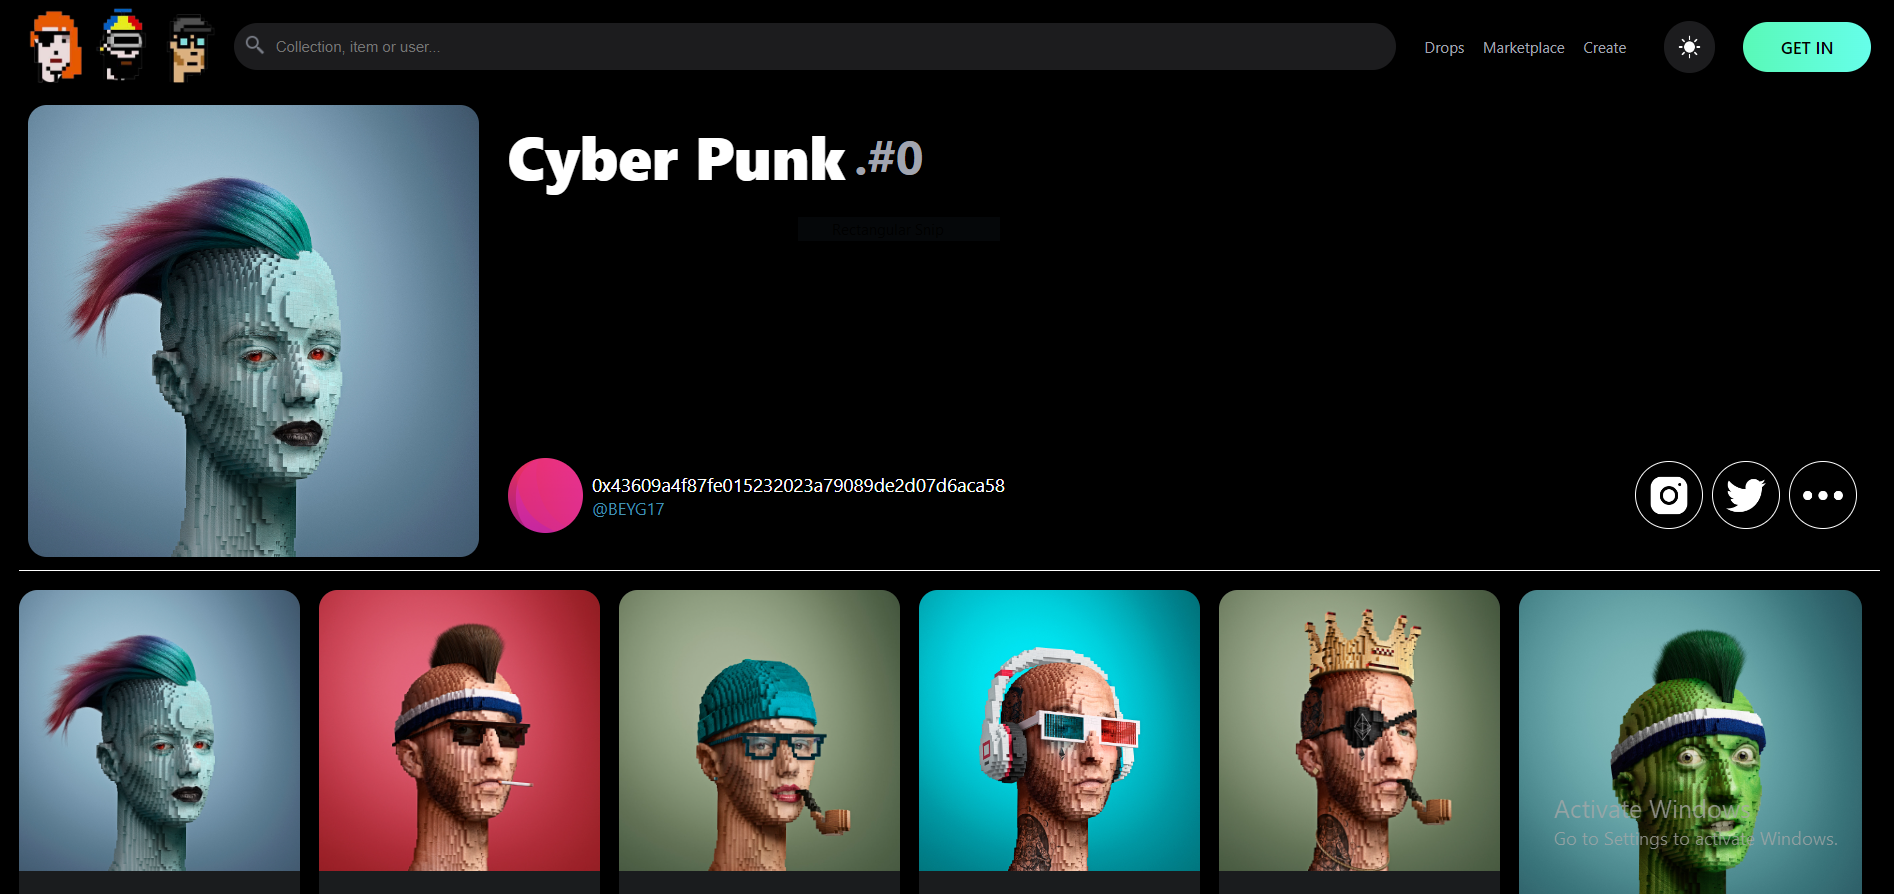 Collection, item or user...
Drops Marketplace Create
GET IN
Cyber Punk .#0
Rectangular Snip
0x43609a4f87fe015232023a79089de2d07d6aca58
@BEYG17
Activate Windows
Go to Settings to activate Windows.